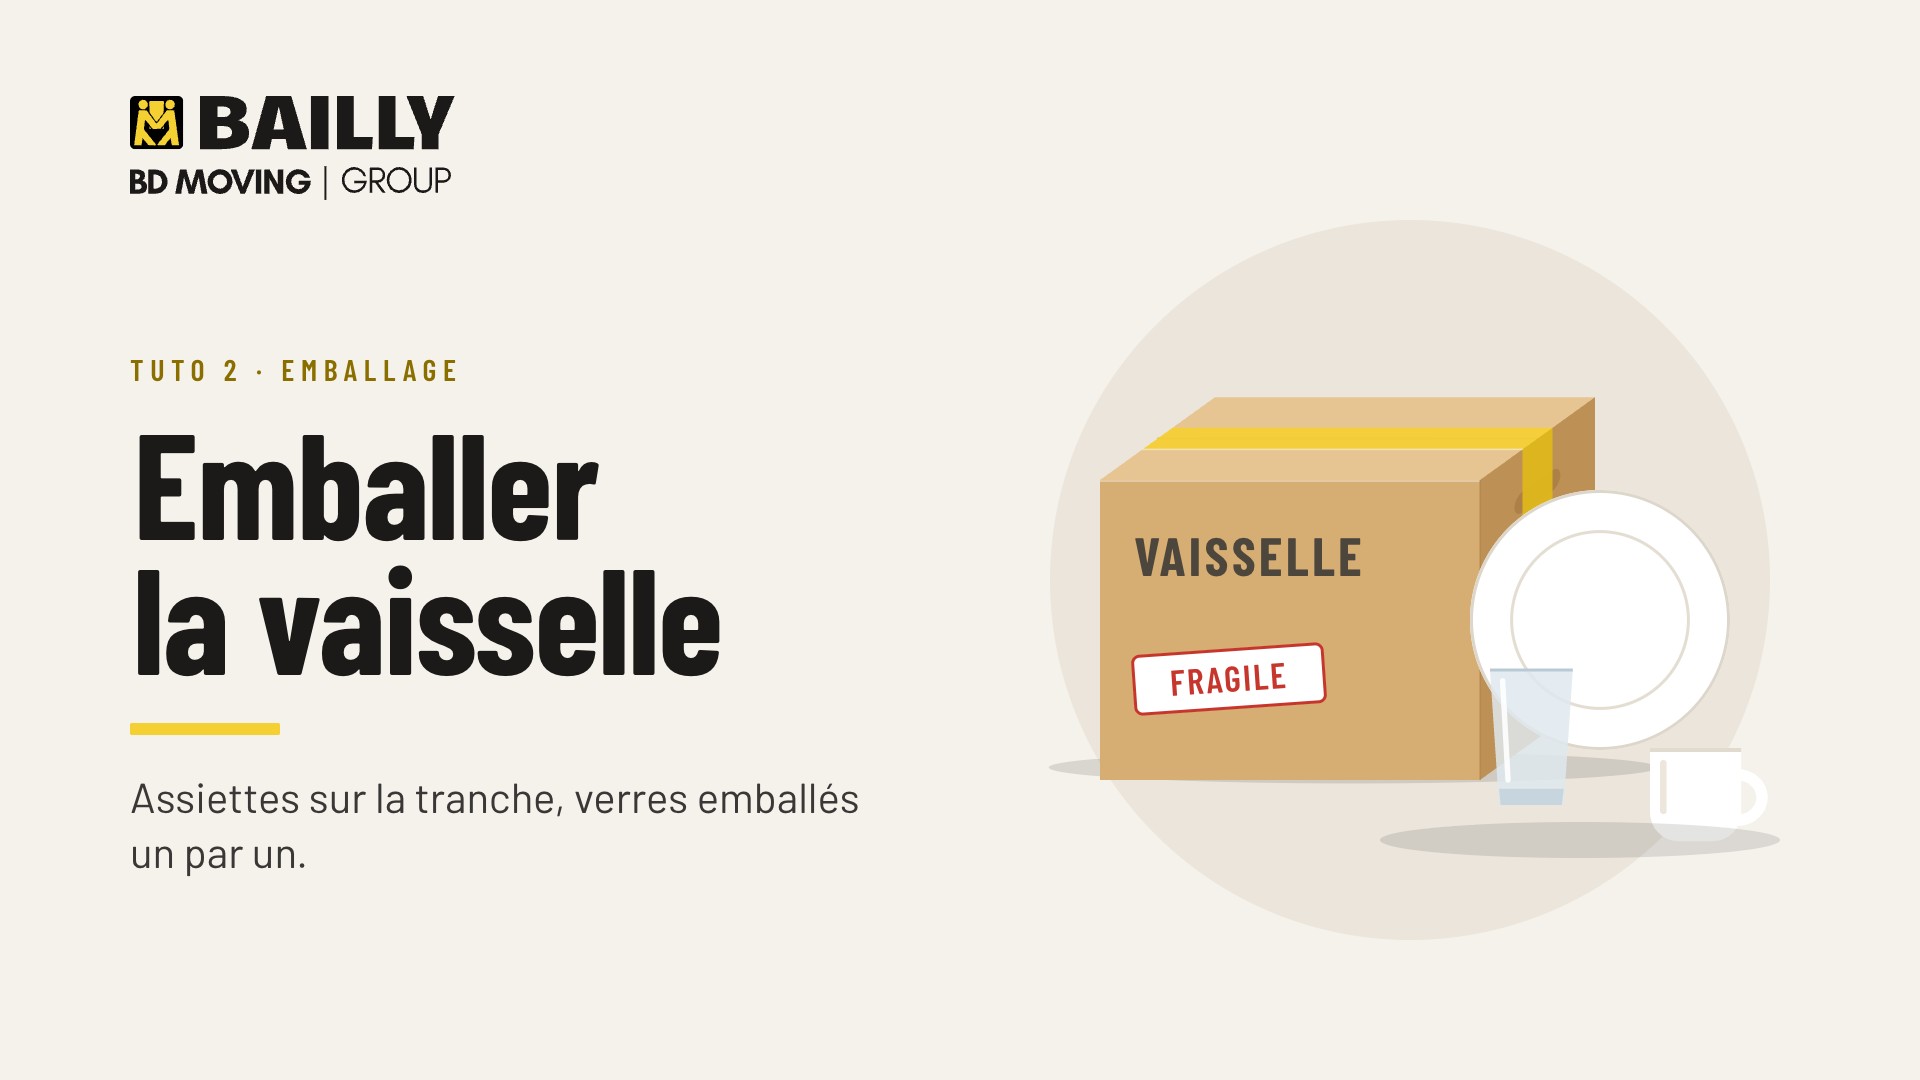 BAILLY
BD MOVING | GROUP
TUTO 2 · EMBALLAGE
Emballer
la vaisselle
Assiettes sur la tranche, verres emballés
un par un.
VAISSELLE
FRAGILE